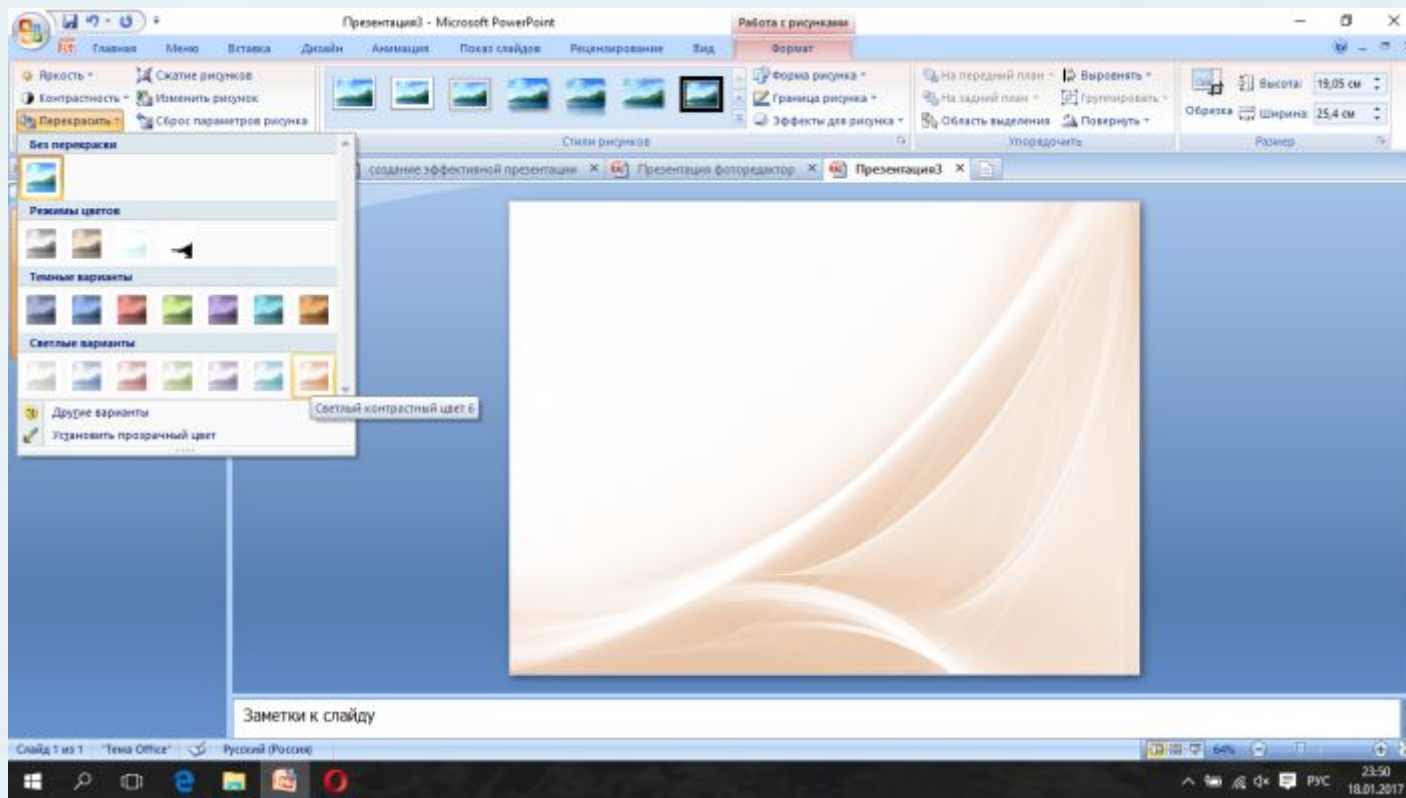 Презентация3 - Microsoft PowerPoint
Работа с рисунками
Главная Меню Вставка Дизайн Анимация Показ слайдов Рецензирование Вид Формат
Яркость
Контрастность
Перекрасить
Сжатие рисунков
Изменить рисунок
Сброс параметров рисунка
Форма рисунка
Граница рисунка
Эффекты для рисунка
Стили рисунков
На передний план
На задний план
Область выделения
Выровнять
Группировать
Повернуть
Упорядочить
Обрезка
Высота: 19,05 см
Ширина: 25,4 см
Размер
создание эффективной презентации
Презентация фоторедактор
Презентация3
Без перекраски
Режимы цветов
Темные варианты
Светлые варианты
Светлый контрастный цвет 6
Другие варианты
Установить прозрачный цвет
Заметки к слайду
Слайд 1 из 1 "Тема Office" Русский (Россия) 64%
РУС
23:50
18.01.2017